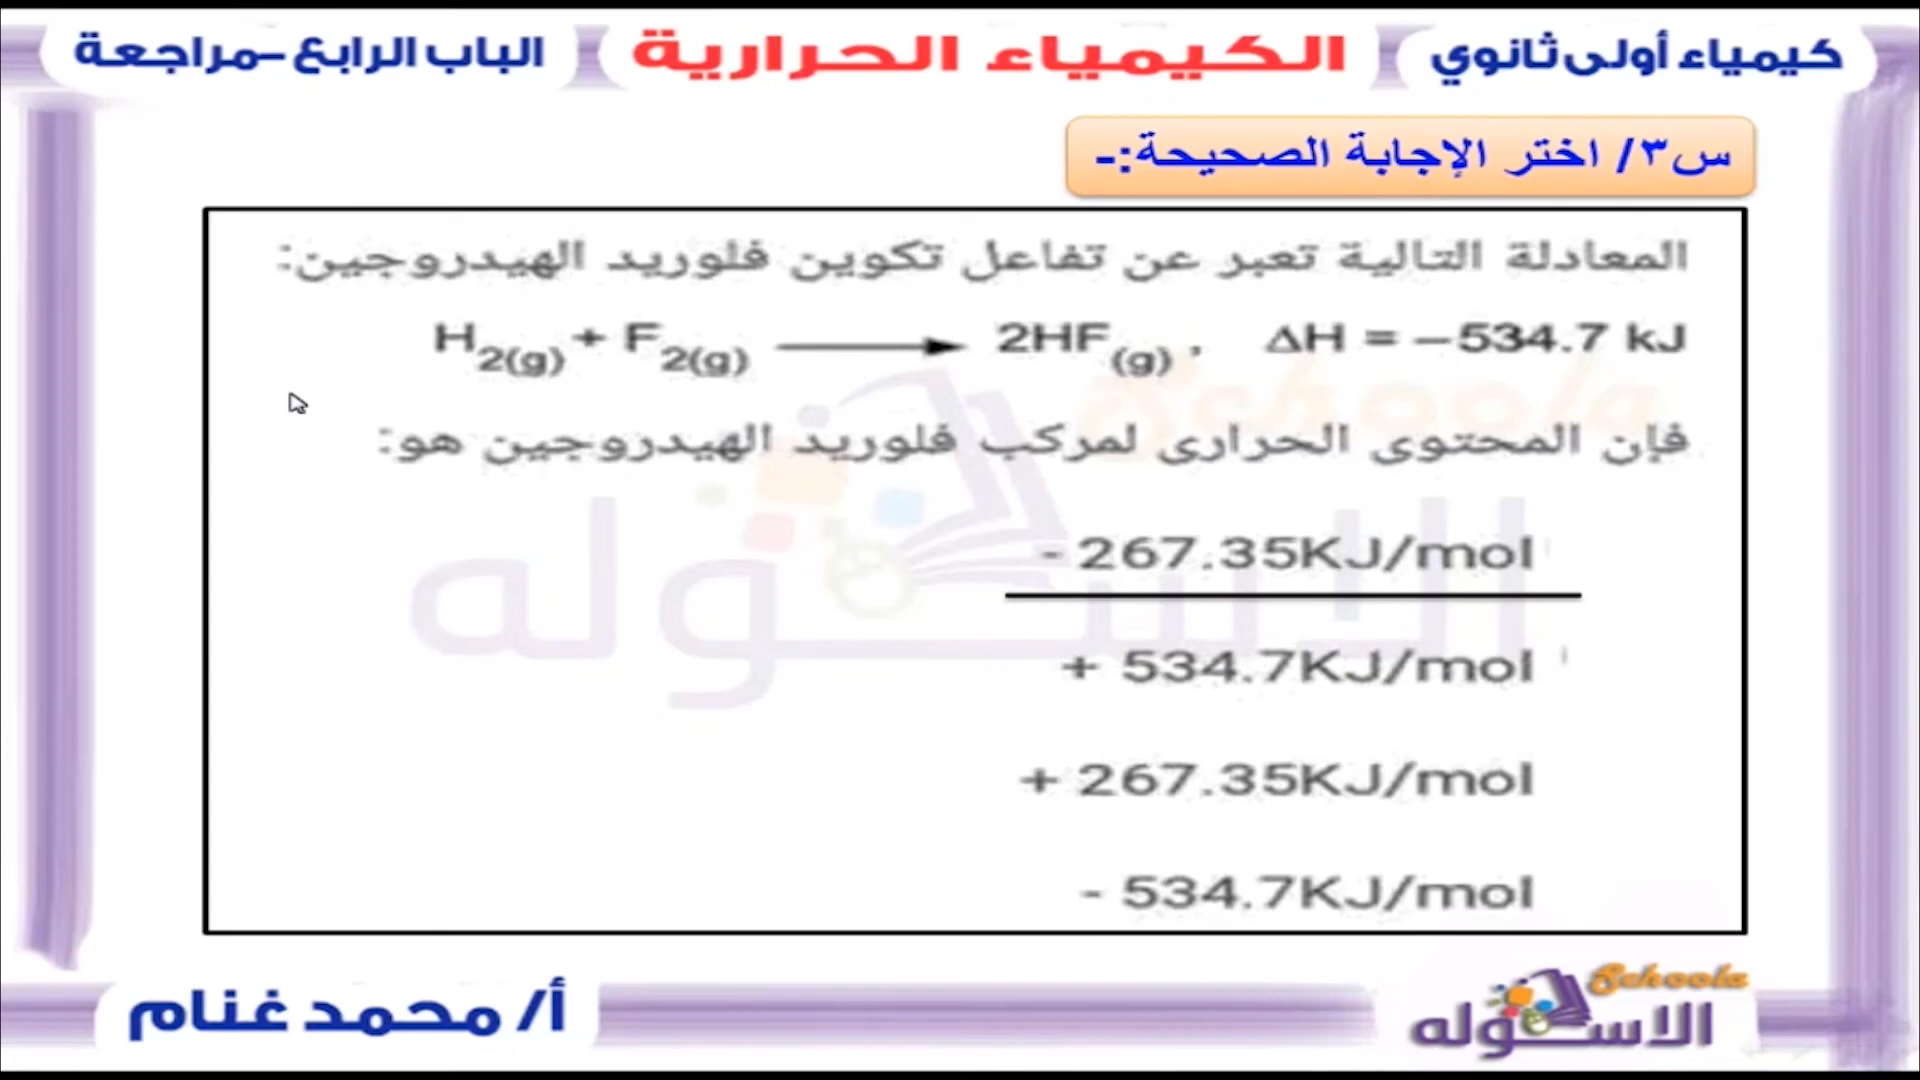 كيمياء أولى ثانوي
الكيمياء الحرارية
الباب الرابع - مراجعة
س٣/ اختر الإجابة الصحيحة:-
المعادلة التالية تعبر عن تفاعل تكوين فلوريد الهيدروجين:
H2(g) + F2(g) ⟶ 2HF(g) , ΔH = −534.7 kJ
فإن المحتوى الحرارى لمركب فلوريد الهيدروجين هو:
- 267.35KJ/mol
+ 534.7KJ/mol
+ 267.35KJ/mol
- 534.7KJ/mol
Schoola
الاسـوله
أ/ محمد غنام